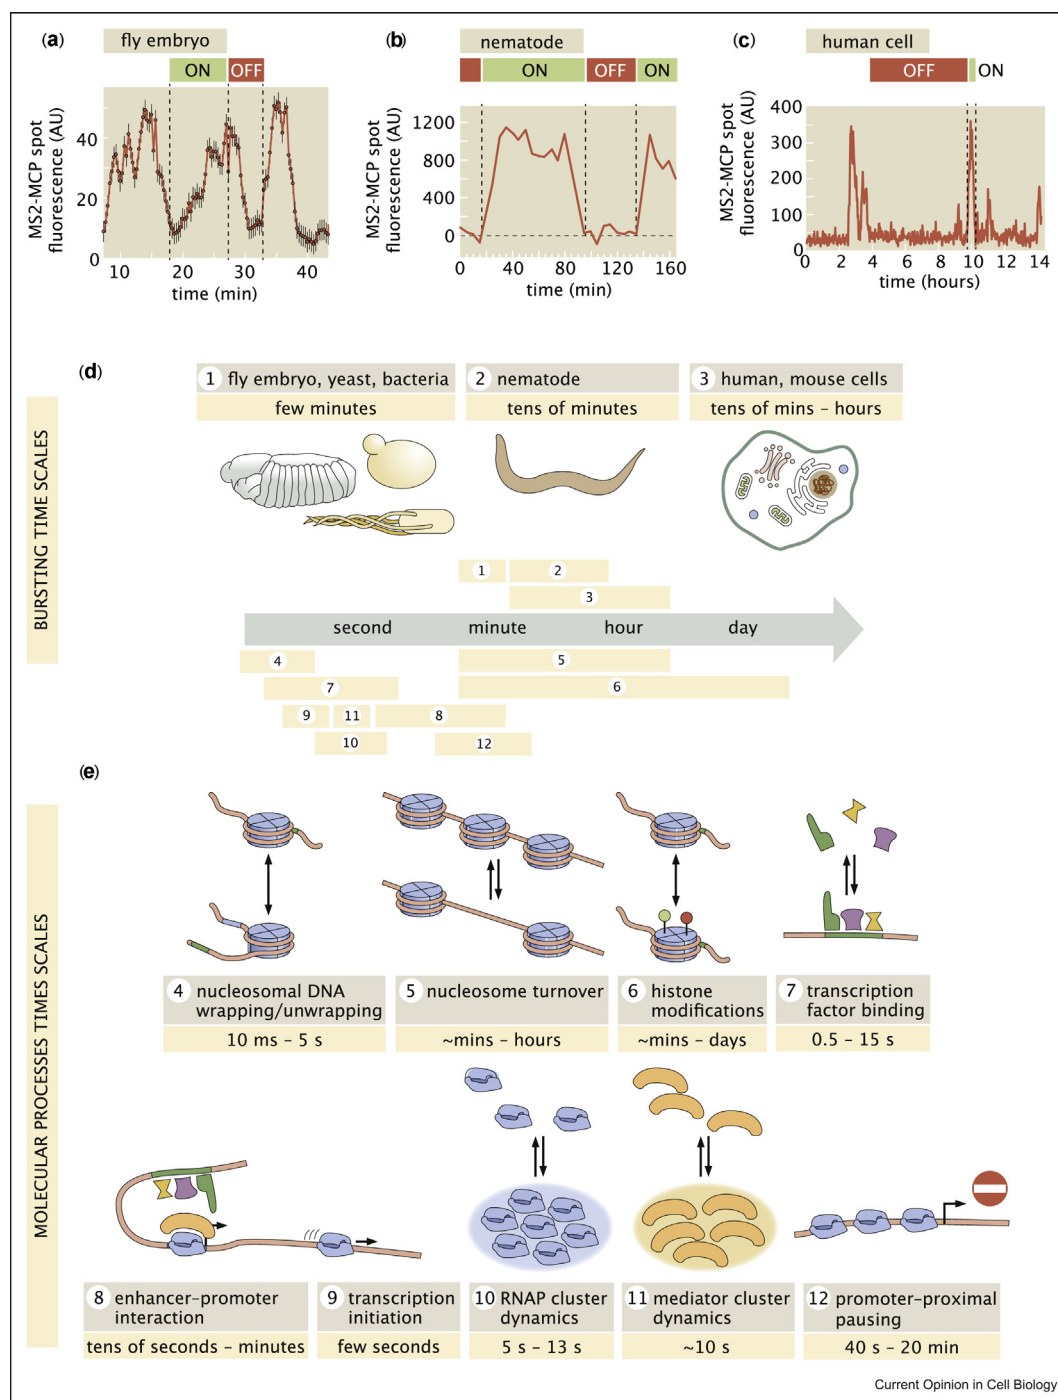 (a)
fly embryo
ON OFF
MS2-MCP spot
fluorescence (AU)
40
20
0
10 20 30 40
time (min)
(b)
nematode
ON OFF ON
MS2-MCP spot
fluorescence (AU)
1200
800
400
0
0 40 80 120 160
time (min)
(c)
human cell
OFF ON
MS2-MCP spot
fluorescence (AU)
400
300
200
100
0
0 2 4 6 8 10 12 14
time (hours)
(d)
BURSTING TIME SCALES
1 fly embryo, yeast, bacteria
few minutes
2 nematode
tens of minutes
3 human, mouse cells
tens of mins – hours
1 2
3
second minute hour day
4 5
7 6
9 11 8
10 12
(e)
MOLECULAR PROCESSES TIMES SCALES
4 nucleosomal DNA
wrapping/unwrapping
10 ms – 5 s
5 nucleosome turnover
~mins – hours
6 histone
modifications
~mins – days
7 transcription
factor binding
0.5 – 15 s
8 enhancer–promoter
interaction
tens of seconds – minutes
9 transcription
initiation
few seconds
10 RNAP cluster
dynamics
5 s – 13 s
11 mediator cluster
dynamics
~10 s
12 promoter–proximal
pausing
40 s – 20 min
Current Opinion in Cell Biology